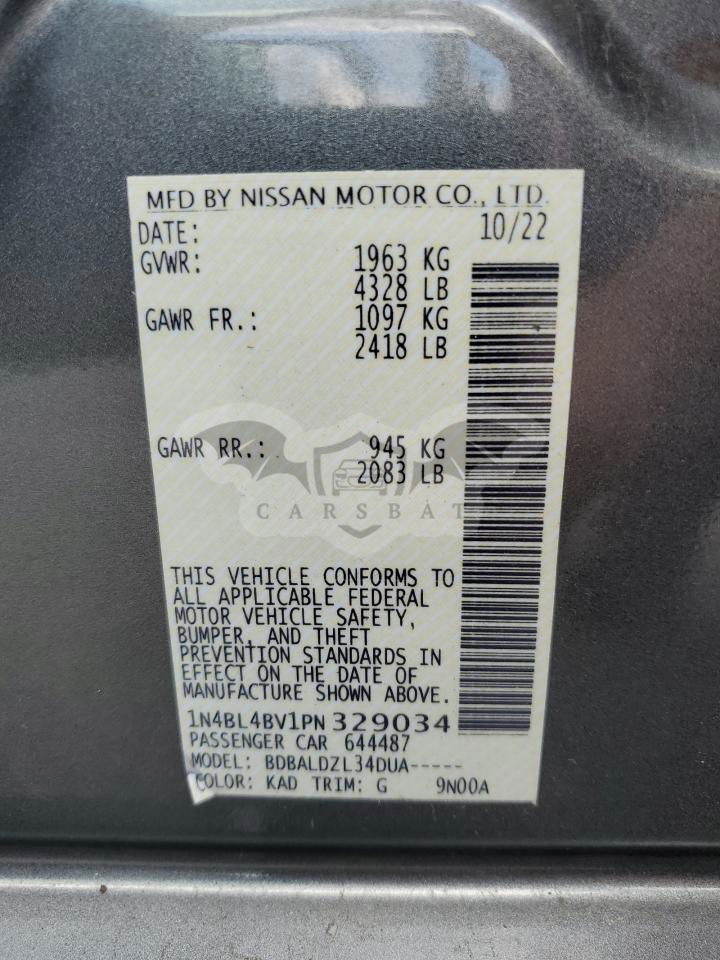 MFD BY NISSAN MOTOR CO., LTD.
DATE: 10/22
GVWR: 1963 KG
4328 LB
GAWR FR.: 1097 KG
2418 LB
GAWR RR.: 945 KG
2083 LB
CARSBAT
THIS VEHICLE CONFORMS TO
ALL APPLICABLE FEDERAL
MOTOR VEHICLE SAFETY,
BUMPER, AND THEFT
PREVENTION STANDARDS IN
EFFECT ON THE DATE OF
MANUFACTURE SHOWN ABOVE.
1N4BL4BV1PN 329034
PASSENGER CAR 644487
MODEL: BDBALDZL34DUA-----
COLOR: KAD TRIM: G 9N00A